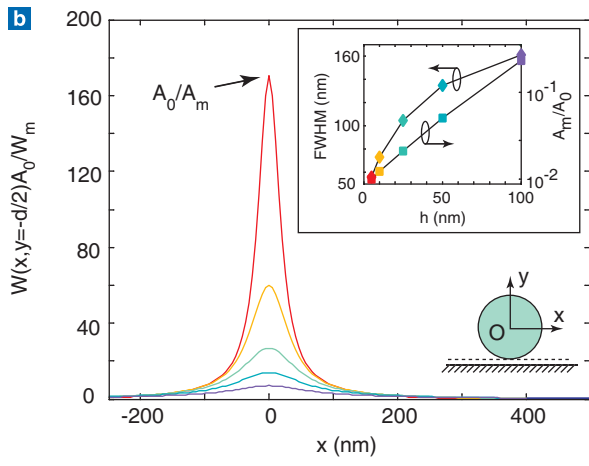 b
W(x,y=-d/2)A₀/Wₘ
200
160
120
80
40
0
-200
0
200
400
x (nm)
A₀/Aₘ
FWHM (nm)
160
100
50
0
50
100
h (nm)
10⁻¹
10⁻²
Aₘ/A₀
y
x
O